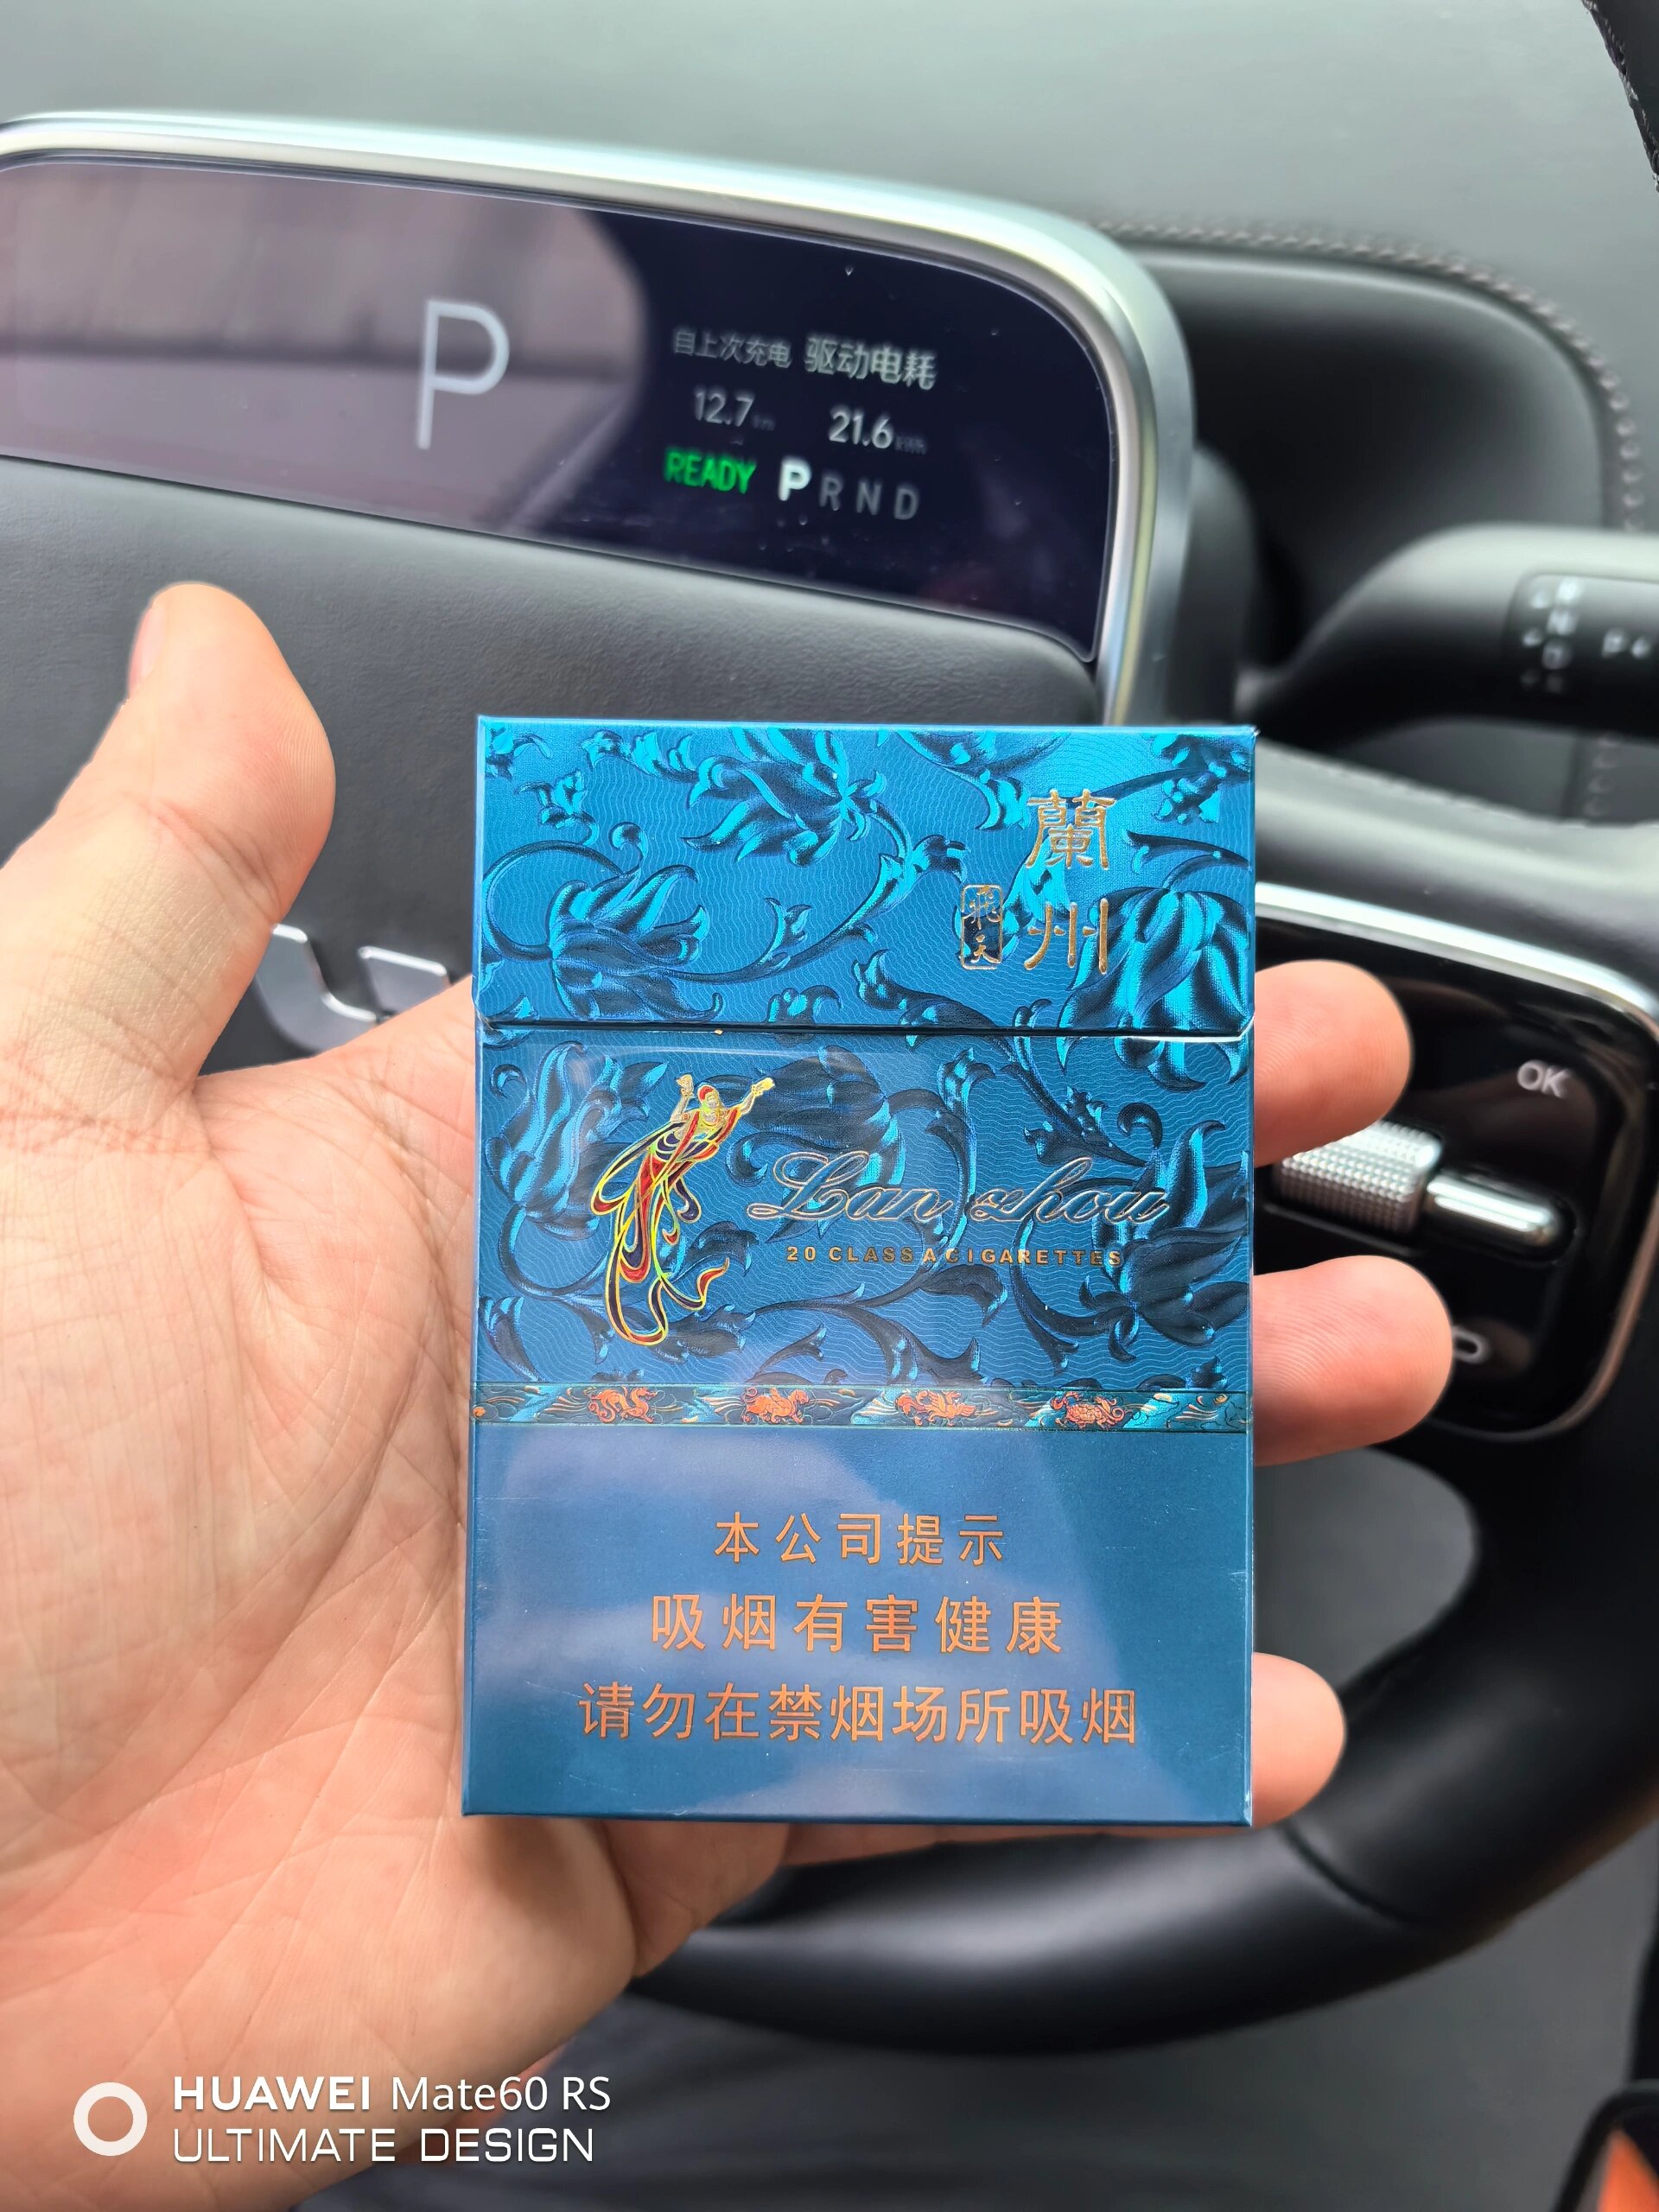 P
自上次充电 驱动电耗
12.7 km 21.6
READY P R N D
蘭州
飛天
Lan zhou
20 CLASS A CIGARETTES
OK
本公司提示
吸烟有害健康
请勿在禁烟场所吸烟
HUAWEI Mate60 RS
ULTIMATE DESIGN